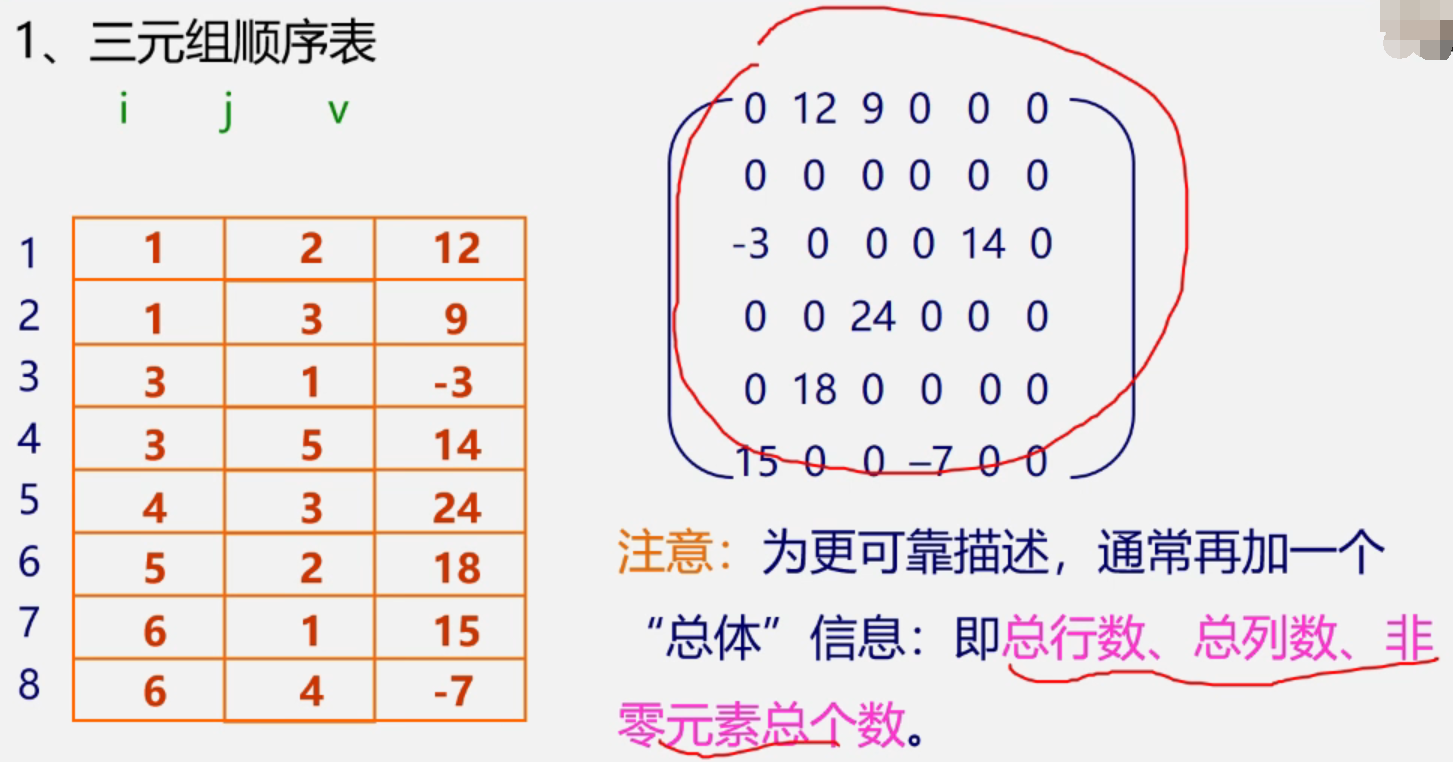 1、三元组顺序表
i j v
1 1 2 12
2 1 3 9
3 3 1 -3
4 3 5 14
5 4 3 24
6 5 2 18
7 6 1 15
8 6 4 -7
0 12 9 0 0 0
0 0 0 0 0 0
-3 0 0 0 14 0
0 0 24 0 0 0
0 18 0 0 0 0
15 0 0 –7 0 0
注意：为更可靠描述，通常再加一个
“总体”信息：即总行数、总列数、非
零元素总个数。